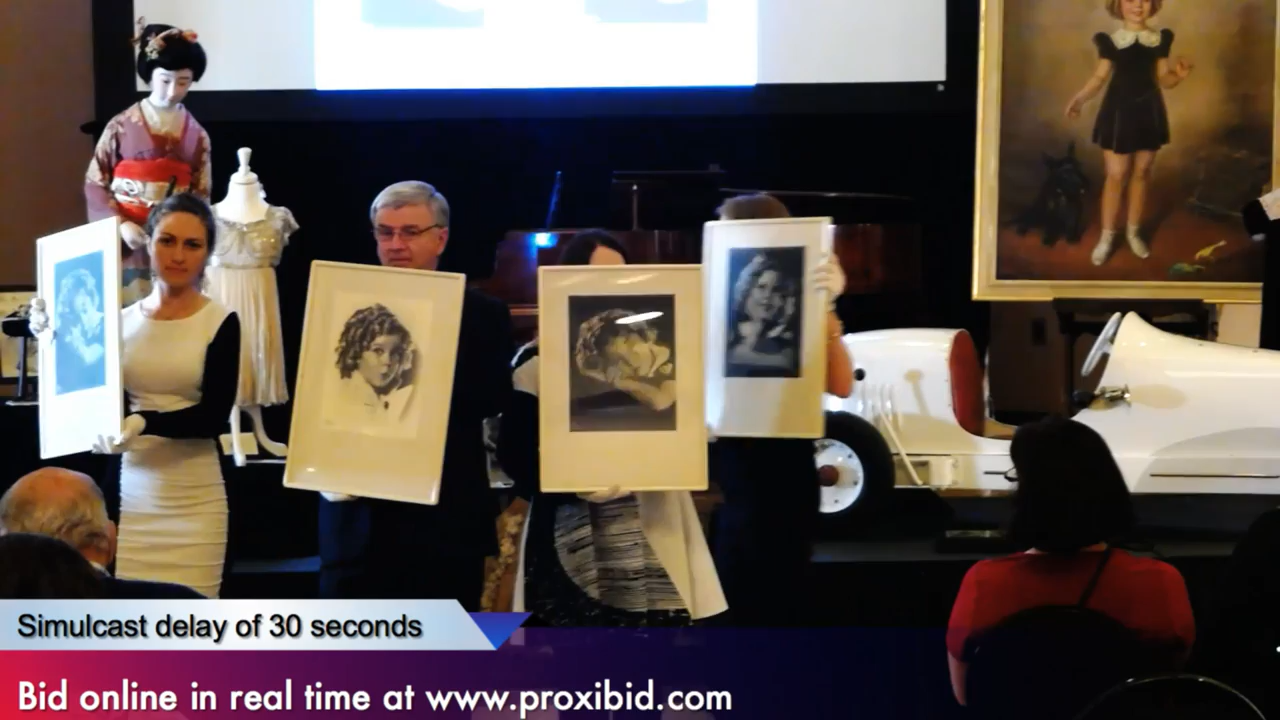 Simulcast delay of 30 seconds
Bid online in real time at www.proxibid.com